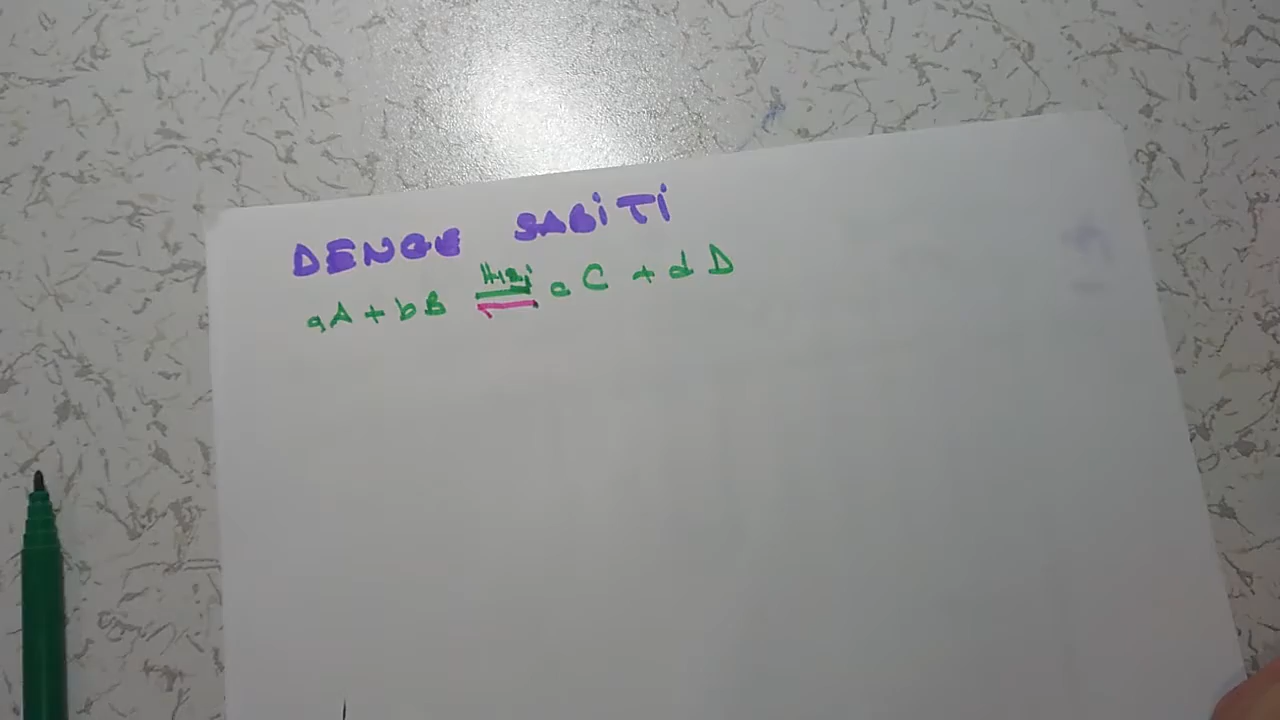 DENGE SABİTİ
aA + bB ⇌ cC + dD